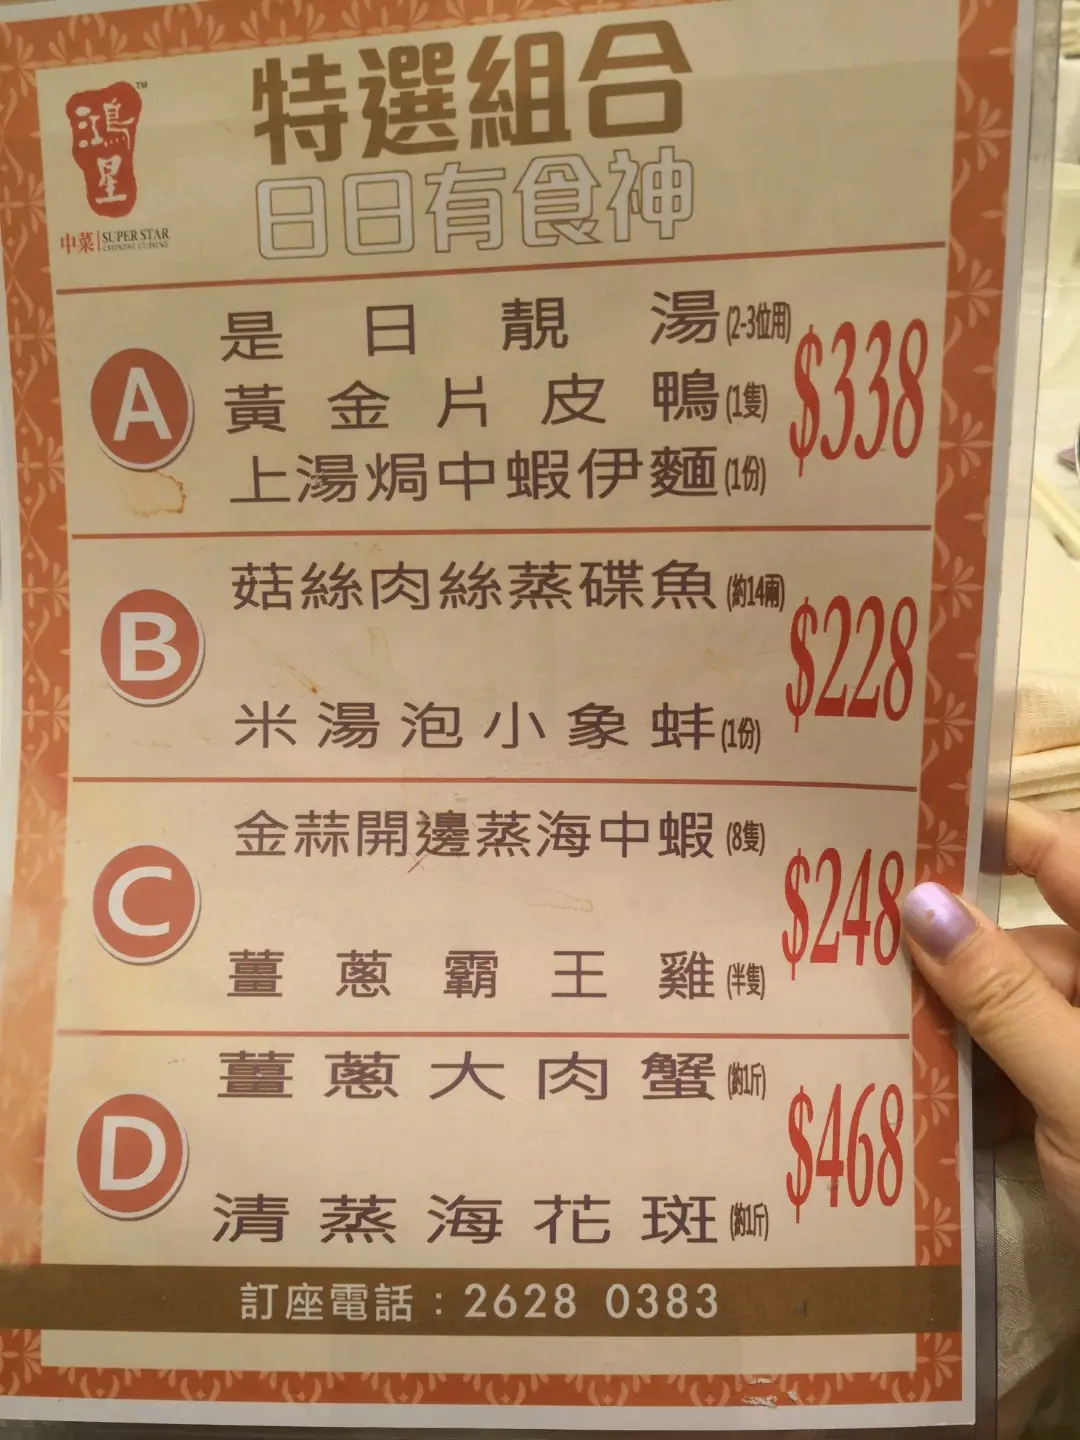 鴻星
TM
中菜 | SUPER STAR
CHINESE CUISINE
特選組合
日日有食神
A
是日靚湯(2-3位用)
黃金片皮鴨(1隻)
上湯焗中蝦伊麵(1份)
$338
B
菇絲肉絲蒸碟魚(約14兩)
米湯泡小象蚌(1份)
$228
C
金蒜開邊蒸海中蝦(8隻)
薑蔥霸王雞(半隻)
$248
D
薑蔥大肉蟹(約1斤)
清蒸海花斑(約1斤)
$468
訂座電話:2628 0383